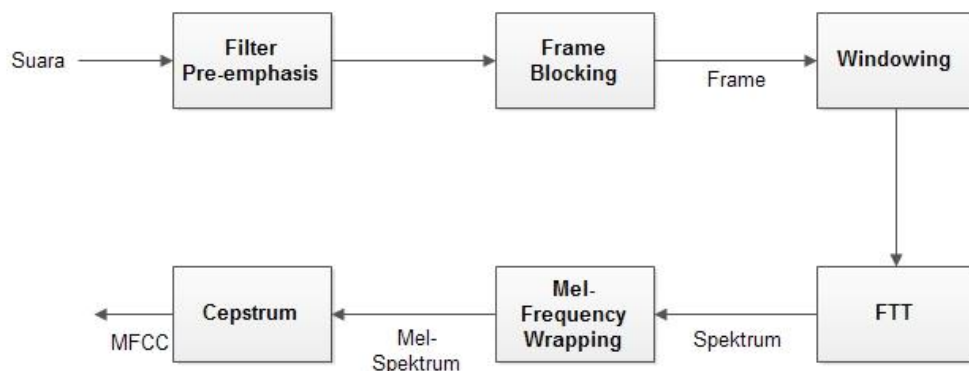 Suara
Filter
Pre-emphasis
Frame
Blocking
Frame
Windowing
FTT
Spektrum
Mel-
Frequency
Wrapping
Mel-
Spektrum
Cepstrum
MFCC